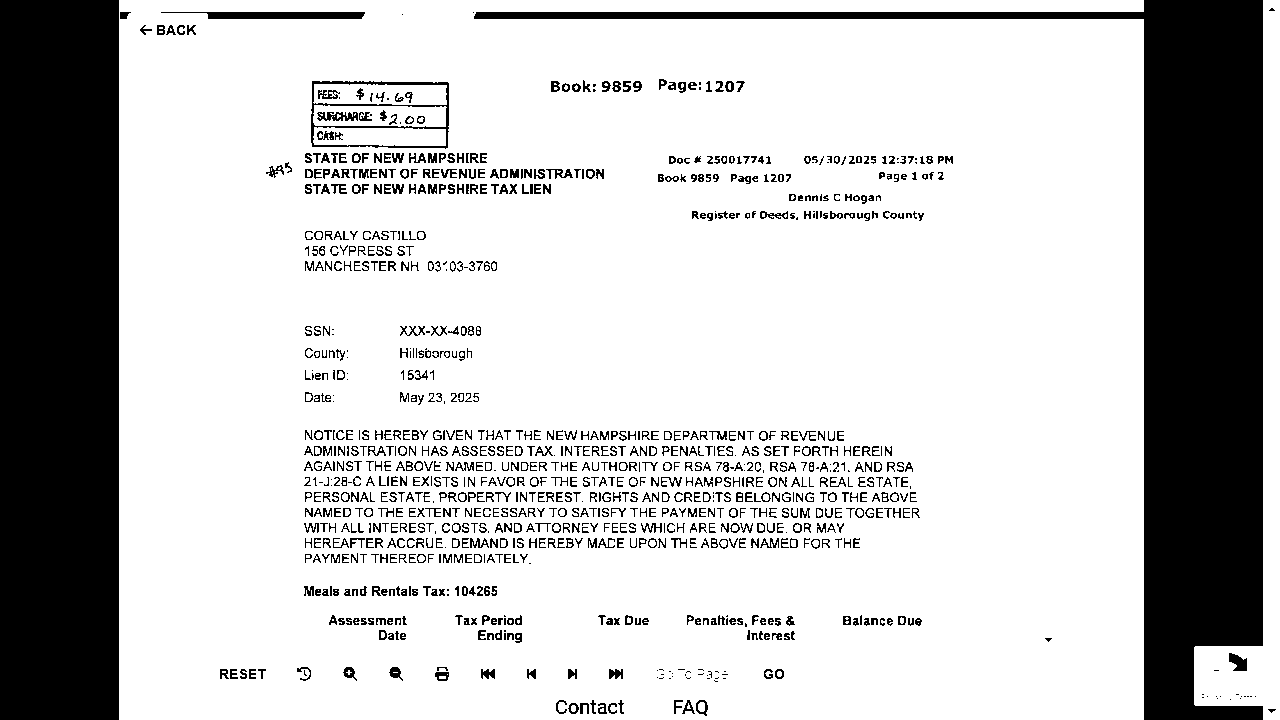 ← BACK
Book: 9859 Page: 1207
FEES: $ 14.69
SURCHARGE: $ 2.00
CASH:
#95
STATE OF NEW HAMPSHIRE
DEPARTMENT OF REVENUE ADMINISTRATION
STATE OF NEW HAMPSHIRE TAX LIEN
Doc # 250017741 05/30/2025 12:37:18 PM
Book 9859 Page 1207 Page 1 of 2
Dennis C Hogan
Register of Deeds, Hillsborough County
CORALY CASTILLO
156 CYPRESS ST
MANCHESTER NH 03103-3760
SSN: XXX-XX-4088
County: Hillsborough
Lien ID: 15341
Date: May 23, 2025
NOTICE IS HEREBY GIVEN THAT THE NEW HAMPSHIRE DEPARTMENT OF REVENUE
ADMINISTRATION HAS ASSESSED TAX, INTEREST AND PENALTIES, AS SET FORTH HEREIN
AGAINST THE ABOVE NAMED. UNDER THE AUTHORITY OF RSA 78-A:20, RSA 78-A:21, AND RSA
21-J:28-C A LIEN EXISTS IN FAVOR OF THE STATE OF NEW HAMPSHIRE ON ALL REAL ESTATE,
PERSONAL ESTATE, PROPERTY INTEREST, RIGHTS AND CREDITS BELONGING TO THE ABOVE
NAMED TO THE EXTENT NECESSARY TO SATISFY THE PAYMENT OF THE SUM DUE TOGETHER
WITH ALL INTEREST, COSTS, AND ATTORNEY FEES WHICH ARE NOW DUE, OR MAY
HEREAFTER ACCRUE. DEMAND IS HEREBY MADE UPON THE ABOVE NAMED FOR THE
PAYMENT THEREOF IMMEDIATELY.
Meals and Rentals Tax: 104265
Assessment Date Tax Period Ending Tax Due Penalties, Fees & Interest Balance Due
RESET Go To Page GO
Contact FAQ